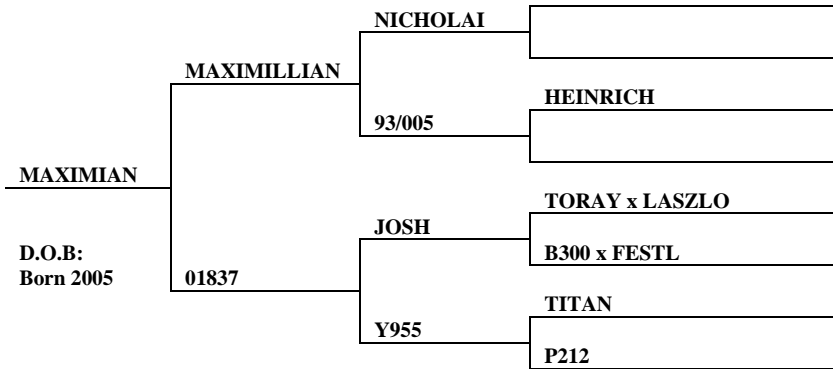 NICHOLAI
MAXIMILLIAN
HEINRICH
93/005
MAXIMIAN
TORAY x LASZLO
JOSH
D.O.B:
B300 x FESTL
Born 2005
01837
TITAN
Y955
P212